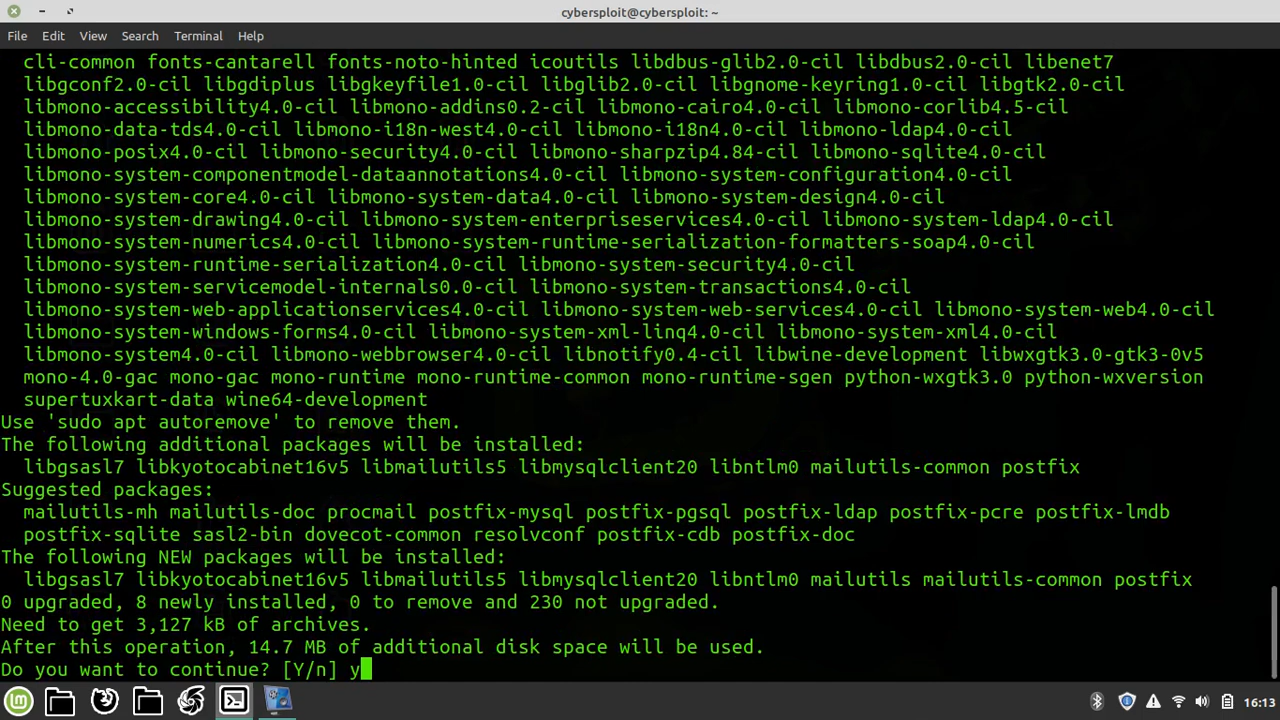 cybersploit@cybersploit: ~
File Edit View Search Terminal Help
cli-common fonts-cantarell fonts-noto-hinted icoutils libdbus-glib2.0-cil libdbus2.0-cil libenet7
libgconf2.0-cil libgdiplus libgkeyfile1.0-cil libglib2.0-cil libgnome-keyring1.0-cil libgtk2.0-cil
libmono-accessibility4.0-cil libmono-addins0.2-cil libmono-cairo4.0-cil libmono-corlib4.5-cil
libmono-data-tds4.0-cil libmono-i18n-west4.0-cil libmono-i18n4.0-cil libmono-ldap4.0-cil
libmono-posix4.0-cil libmono-security4.0-cil libmono-sharpzip4.84-cil libmono-sqlite4.0-cil
libmono-system-componentmodel-dataannotations4.0-cil libmono-system-configuration4.0-cil
libmono-system-core4.0-cil libmono-system-data4.0-cil libmono-system-design4.0-cil
libmono-system-drawing4.0-cil libmono-system-enterpriseservices4.0-cil libmono-system-ldap4.0-cil
libmono-system-numerics4.0-cil libmono-system-runtime-serialization-formatters-soap4.0-cil
libmono-system-runtime-serialization4.0-cil libmono-system-security4.0-cil
libmono-system-servicemodel-internals0.0-cil libmono-system-transactions4.0-cil
libmono-system-web-applicationservices4.0-cil libmono-system-web-services4.0-cil libmono-system-web4.0-cil
libmono-system-windows-forms4.0-cil libmono-system-xml-linq4.0-cil libmono-system-xml4.0-cil
libmono-system4.0-cil libmono-webbrowser4.0-cil libnotify0.4-cil libwine-development libwxgtk3.0-gtk3-0v5
mono-4.0-gac mono-gac mono-runtime mono-runtime-common mono-runtime-sgen python-wxgtk3.0 python-wxversion
supertuxkart-data wine64-development
Use 'sudo apt autoremove' to remove them.
The following additional packages will be installed:
libgsasl7 libkyotocabinet16v5 libmailutils5 libmysqlclient20 libntlm0 mailutils-common postfix
Suggested packages:
mailutils-mh mailutils-doc procmail postfix-mysql postfix-pgsql postfix-ldap postfix-pcre postfix-lmdb
postfix-sqlite sasl2-bin dovecot-common resolvconf postfix-cdb postfix-doc
The following NEW packages will be installed:
libgsasl7 libkyotocabinet16v5 libmailutils5 libmysqlclient20 libntlm0 mailutils mailutils-common postfix
0 upgraded, 8 newly installed, 0 to remove and 230 not upgraded.
Need to get 3,127 kB of archives.
After this operation, 14.7 MB of additional disk space will be used.
Do you want to continue? [Y/n] y
16:13